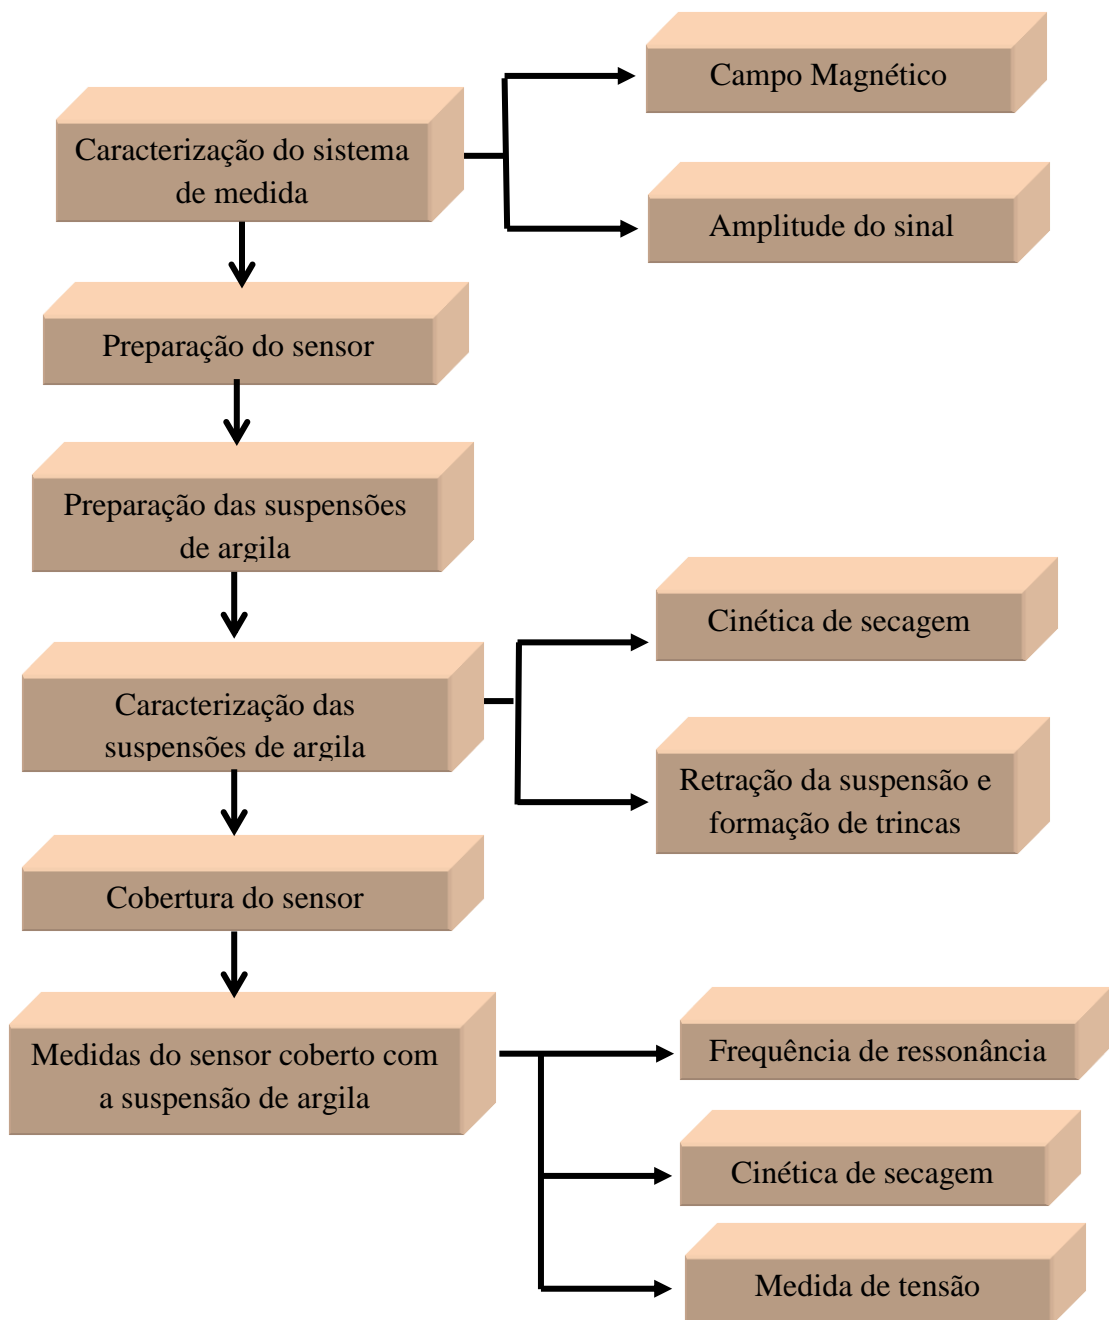 Caracterização do sistema
de medida
Campo Magnético
Amplitude do sinal
Preparação do sensor
Preparação das suspensões
de argila
Caracterização das
suspensões de argila
Cinética de secagem
Retração da suspensão e
formação de trincas
Cobertura do sensor
Medidas do sensor coberto com
a suspensão de argila
Frequência de ressonância
Cinética de secagem
Medida de tensão